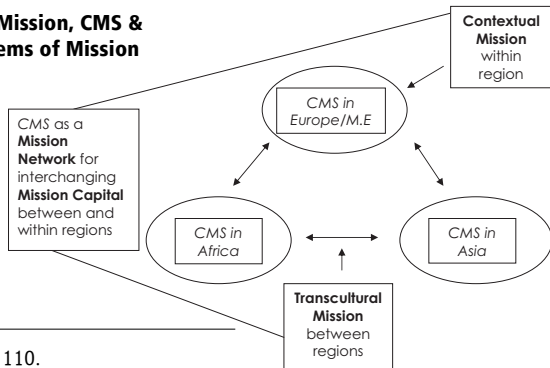 Mission, CMS &
ems of Mission
Contextual
Mission
within
region
CMS in
Europe/M.E
CMS as a
Mission
Network for
interchanging
Mission Capital
between and
within regions
CMS in
Africa
CMS in
Asia
Transcultural
Mission
between
regions
110.